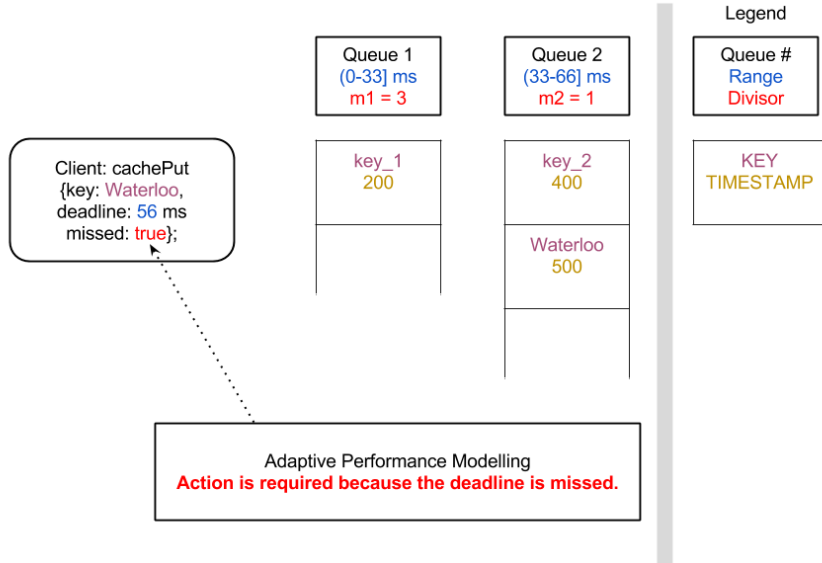 Legend
Queue 1
(0-33] ms
m1 = 3
Queue 2
(33-66] ms
m2 = 1
Queue #
Range
Divisor
Client: cachePut
{key: Waterloo,
deadline: 56 ms
missed: true};
key_1
200
key_2
400
KEY
TIMESTAMP
Waterloo
500
Adaptive Performance Modelling
Action is required because the deadline is missed.